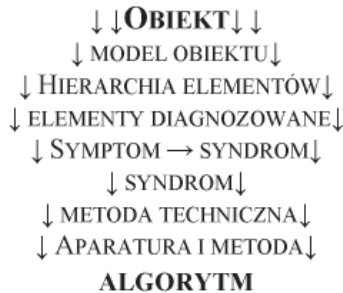 ↓↓OBIEKT↓↓
↓ MODEL OBIEKTU↓
↓ HIERARCHIA ELEMENTÓW↓
↓ ELEMENTY DIAGNOZOWANE↓
↓ SYMPTOM → SYNDROM↓
↓ SYNDROM↓
↓ METODA TECHNICZNA↓
↓ APARATURA I METODA↓
ALGORYTM